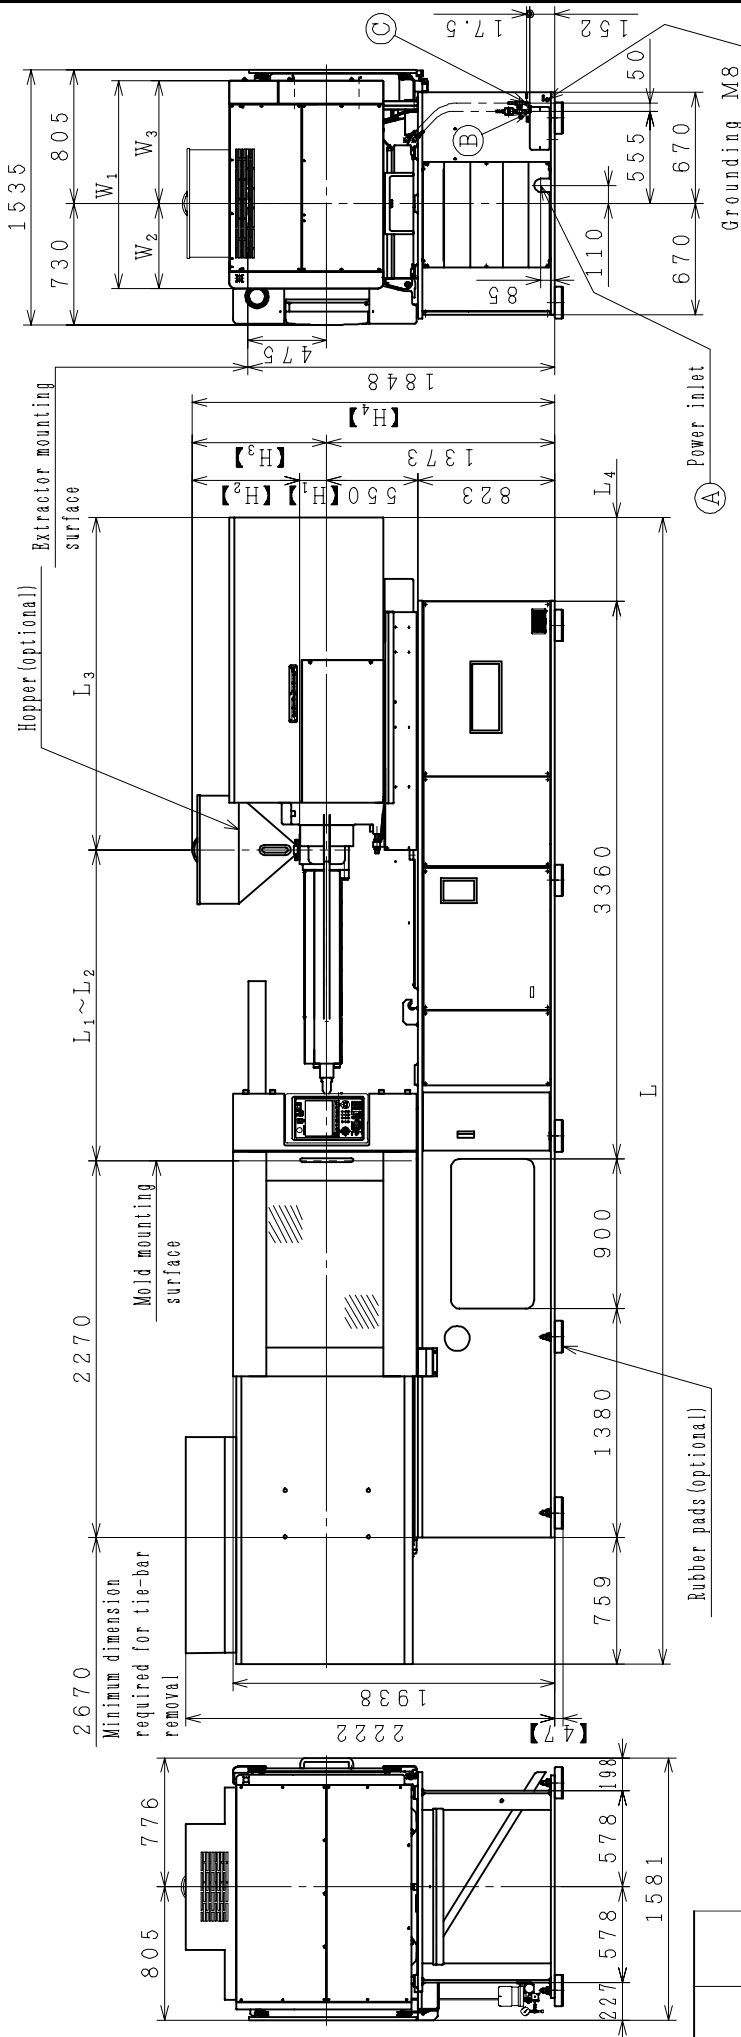 1535
805
730
W₁
W₃
W₂
475
1848
C
B
17.5
152
50
555
670
110
670
85
Grounding M8
Power inlet
A
Extractor mounting
surface
Hopper(optional)
【H₄】
【H₃】
【H₂】
【H₁】
1373
550
823
L₃
L₄
L₁~L₂
3360
L
2270
Mold mounting
surface
900
1380
759
Rubber pads(optional)
2670
Minimum dimension
required for tie-bar
removal
1938
2222
【47】
776
805
198
578
578
227
1581